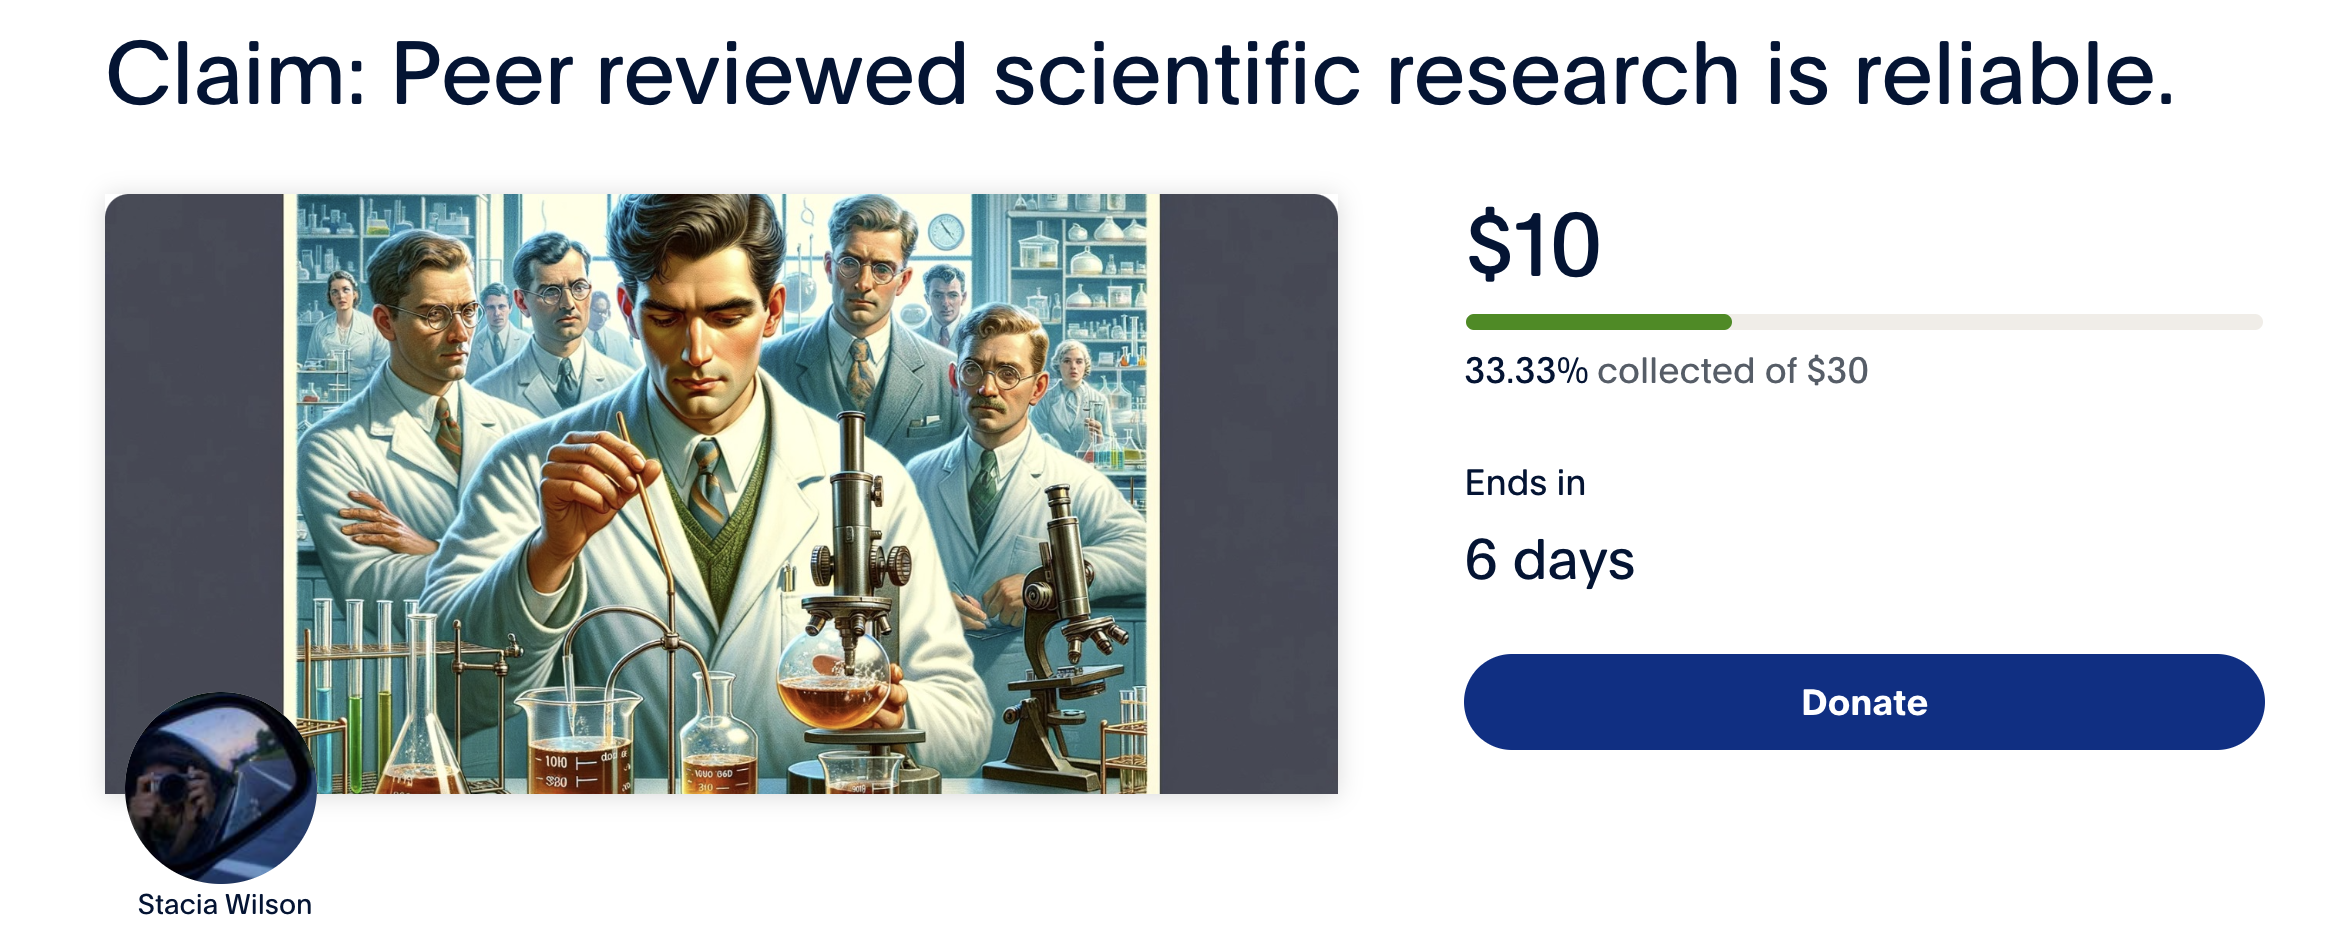 Claim: Peer reviewed scientific research is reliable.
$10
33.33% collected of $30
Ends in
6 days
Donate
Stacia Wilson